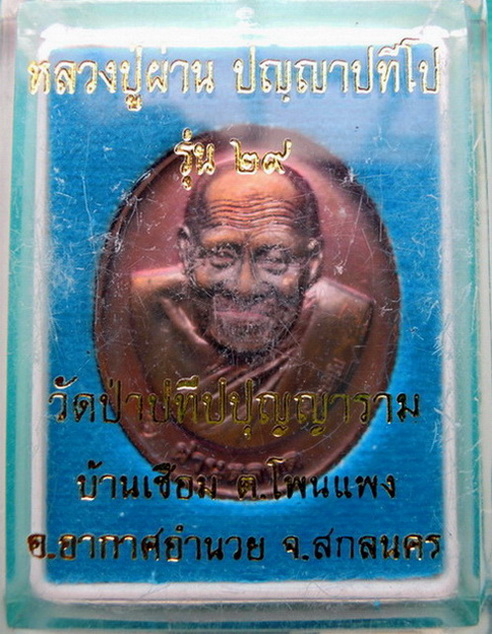 หลวงปู่ผ่าน ปญฺญาปทีโป
รุ่น ๒๙
วัดป่าปทีปปุญญาราม
บ้านเซือม ต.โพนแพง
อ.อากาศอำนวย จ.สกลนคร